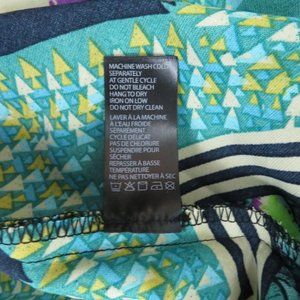 MACHINE WASH COLD
SEPARATELY
AT GENTLE CYCLE
DO NOT BLEACH
HANG TO DRY
IRON ON LOW
DO NOT DRY CLEAN
LAVER À LA MACHINE
À L'EAU FROIDE
SÉPARÉMENT
CYCLE DÉLICAT
PAS DE CHLORURE
SUSPENDRE POUR
SÉCHER
REPASSER À BASSE
TEMPÉRATURE
NE PAS NETTOYER À SEC